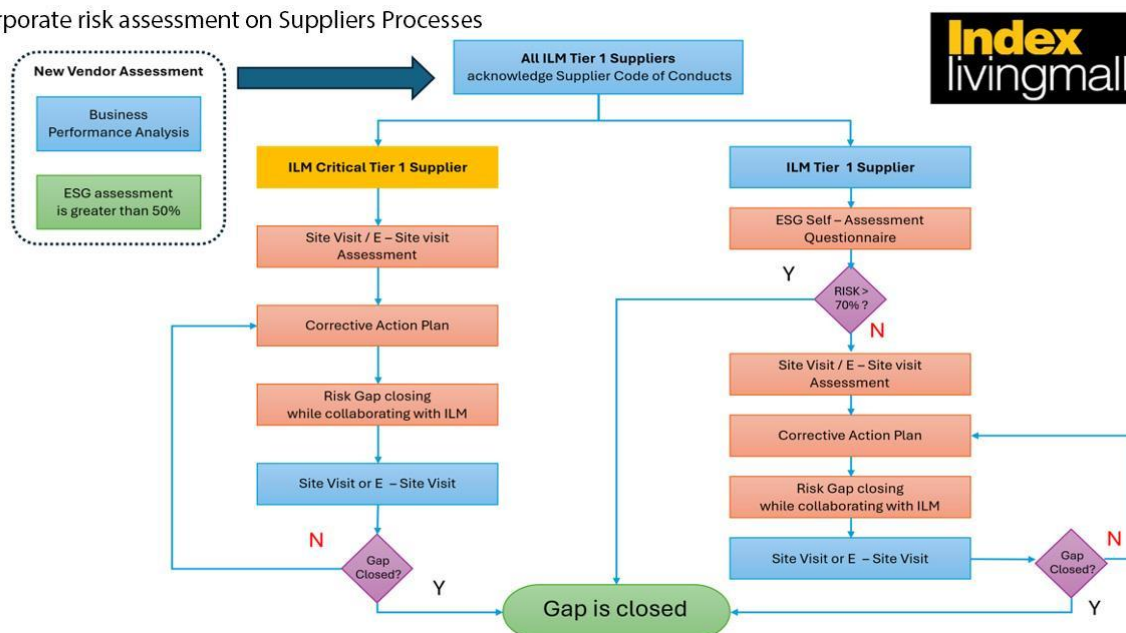 rporate risk assessment on Suppliers Processes
Index
livingmall
New Vendor Assessment
Business
Performance Analysis
ESG assessment
is greater than 50%
All ILM Tier 1 Suppliers
acknowledge Supplier Code of Conducts
ILM Critical Tier 1 Supplier
Site Visit / E – Site visit
Assessment
Corrective Action Plan
Risk Gap closing
while collaborating with ILM
Site Visit or E – Site Visit
Gap
Closed?
N
Y
ILM Tier 1 Supplier
ESG Self – Assessment
Questionnaire
RISK >
70% ?
Y
N
Site Visit / E – Site visit
Assessment
Corrective Action Plan
Risk Gap closing
while collaborating with ILM
Site Visit or E – Site Visit
Gap
Closed?
N
Y
Gap is closed